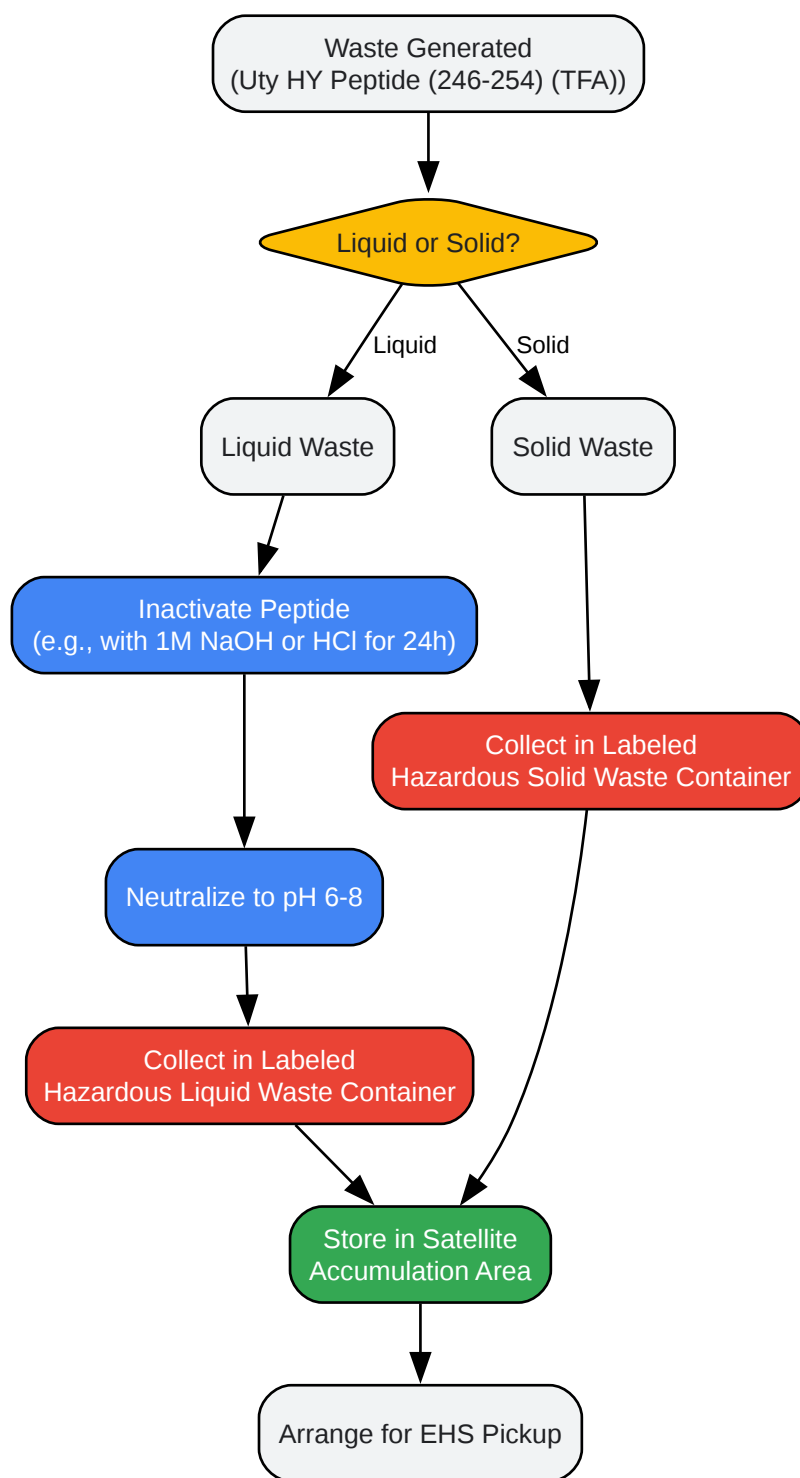 Waste Generated
(Uty HY Peptide (246-254) (TFA))
Liquid or Solid?
Liquid
Solid
Liquid Waste
Solid Waste
Inactivate Peptide
(e.g., with 1M NaOH or HCl for 24h)
Collect in Labeled
Hazardous Solid Waste Container
Neutralize to pH 6-8
Collect in Labeled
Hazardous Liquid Waste Container
Store in Satellite
Accumulation Area
Arrange for EHS Pickup